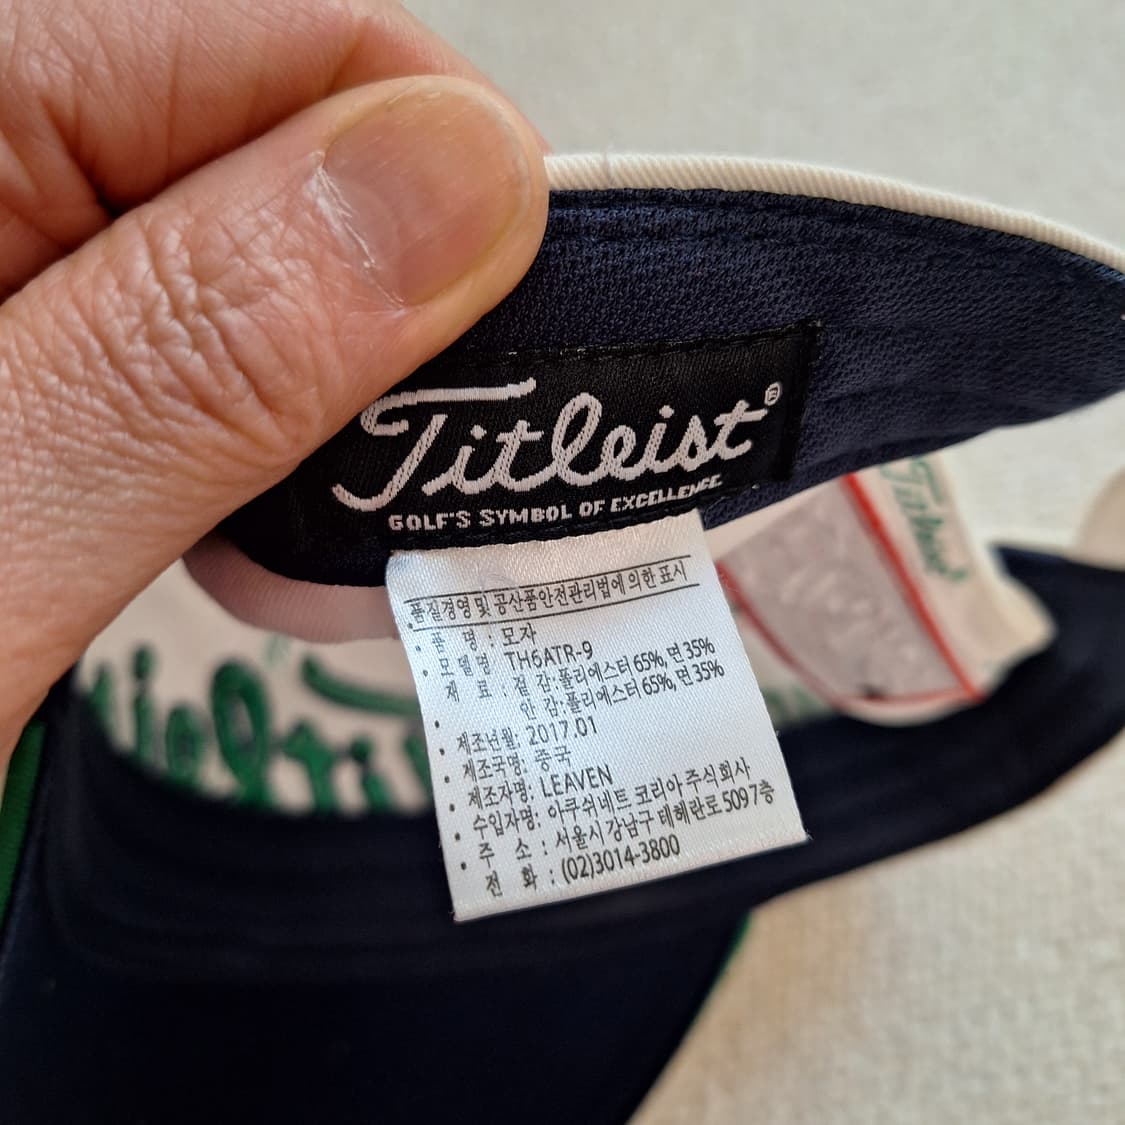 Titleist®
GOLF'S SYMBOL OF EXCELLENCE
품질경영 및 공산품안전관리법에 의한 표시
• 품 명 : 모자
• 모델명 : TH6ATR-9
재 료 : 겉 감:폴리에스터 65%, 면 35%
• 안 감:폴리에스터 65%, 면 35%
• 제조년월: 2017.01
• 제조국명: 중국
• 제조자명: LEAVEN
• 수입자명: 아쿠쉬네트 코리아 주식회사
• 주 소 : 서울시 강남구 테헤란로 509 7층
전 화 : (02)3014-3800
Titleist